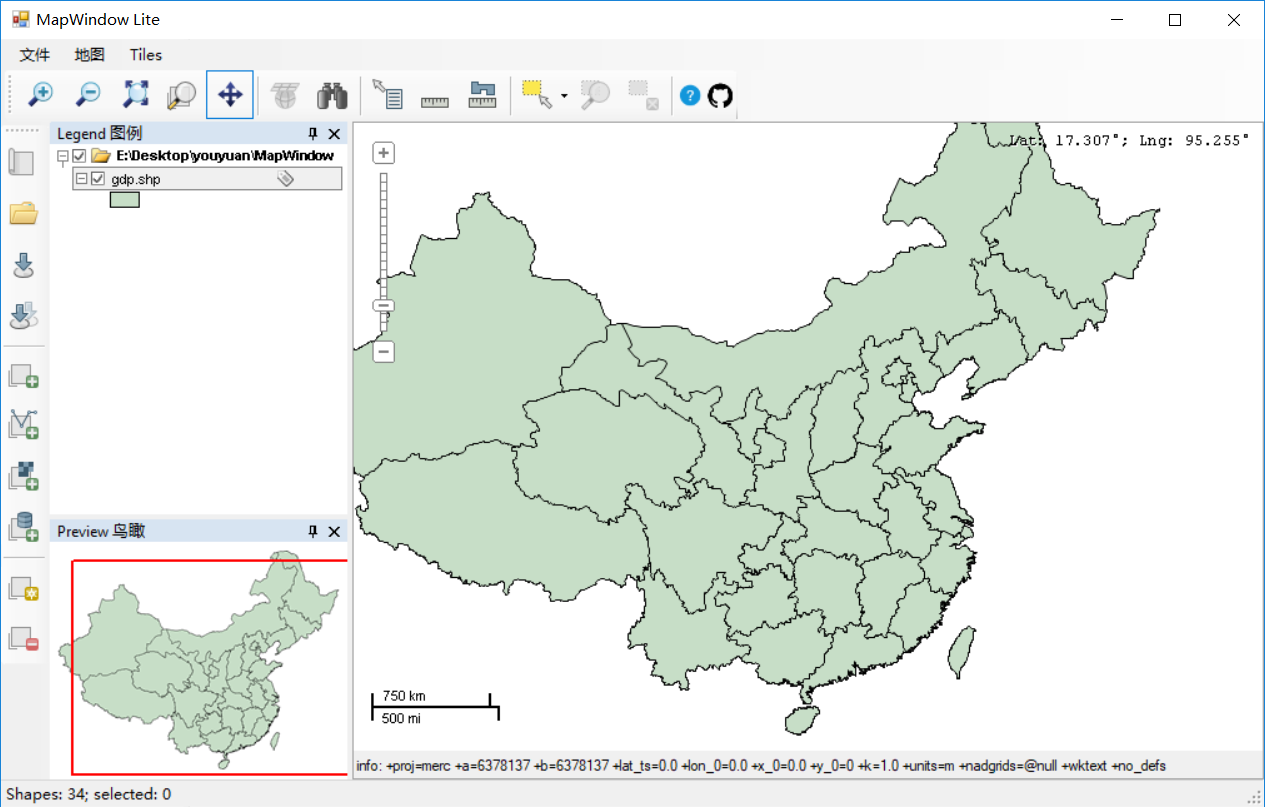 MapWindow Lite
文件 地图 Tiles
?
Legend 图例
E:\Desktop\youyuan\MapWindow
gdp.shp
Lat: 17.307°; Lng: 95.255°
Preview 鸟瞰
750 km
500 mi
info: +proj=merc +a=6378137 +b=6378137 +lat_ts=0.0 +lon_0=0.0 +x_0=0.0 +y_0=0 +k=1.0 +units=m +nadgrids=@null +wktext +no_defs
Shapes: 34; selected: 0